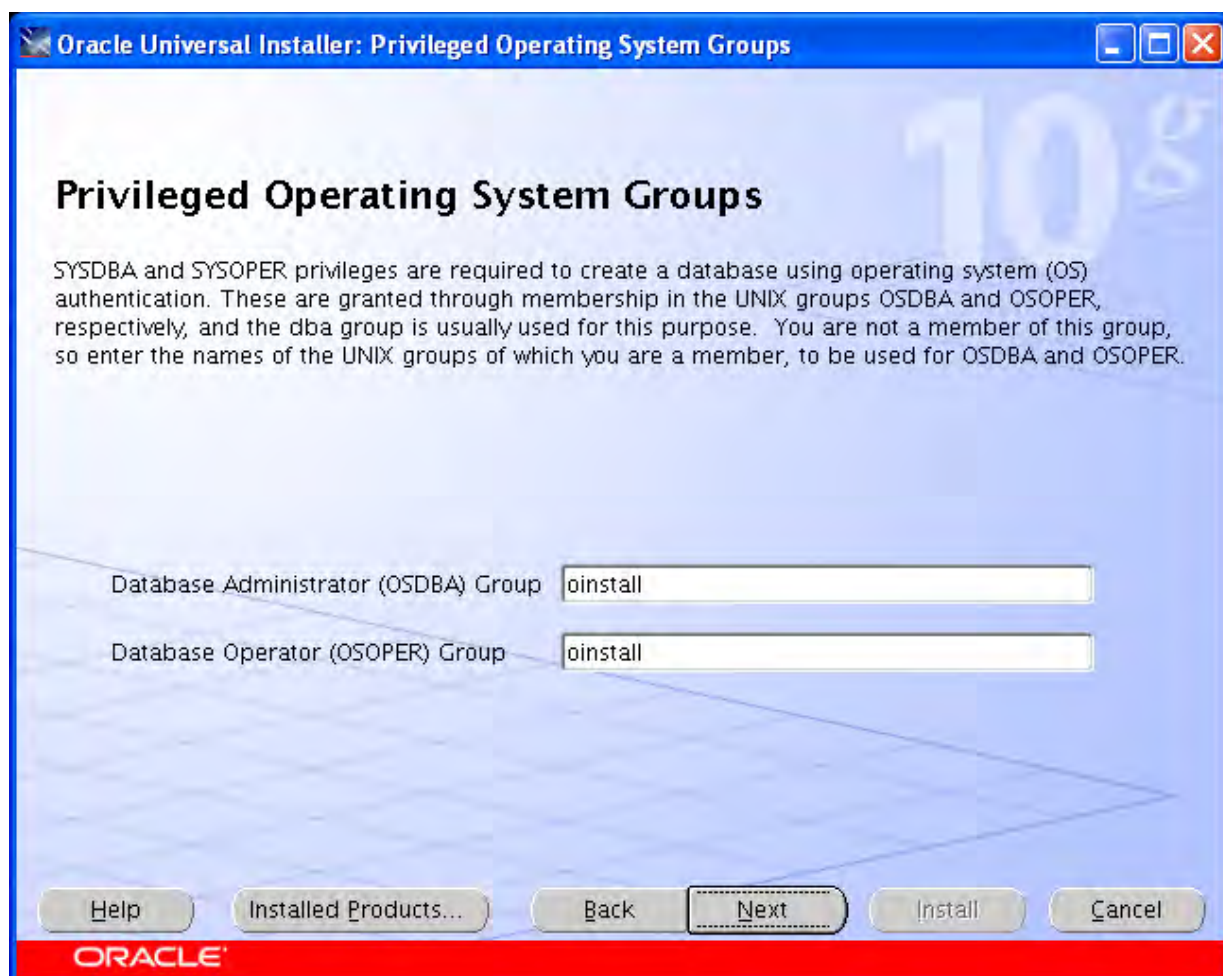 Oracle Universal Installer: Privileged Operating System Groups
10g
Privileged Operating System Groups
SYSDBA and SYSOPER privileges are required to create a database using operating system (OS)
authentication. These are granted through membership in the UNIX groups OSDBA and OSOPER,
respectively, and the dba group is usually used for this purpose. You are not a member of this group,
so enter the names of the UNIX groups of which you are a member, to be used for OSDBA and OSOPER.
Database Administrator (OSDBA) Group oinstall
Database Operator (OSOPER) Group oinstall
Help Installed Products... Back Next Install Cancel
ORACLE